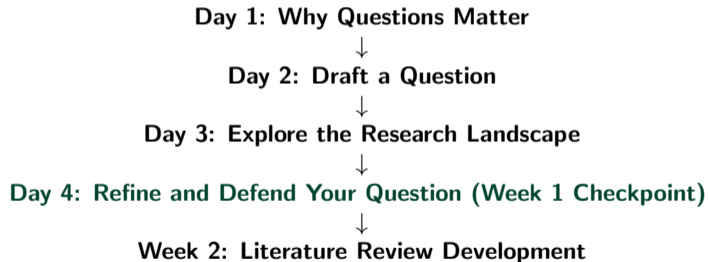 Day 1: Why Questions Matter
↓
Day 2: Draft a Question
↓
Day 3: Explore the Research Landscape
↓
Day 4: Refine and Defend Your Question (Week 1 Checkpoint)
↓
Week 2: Literature Review Development